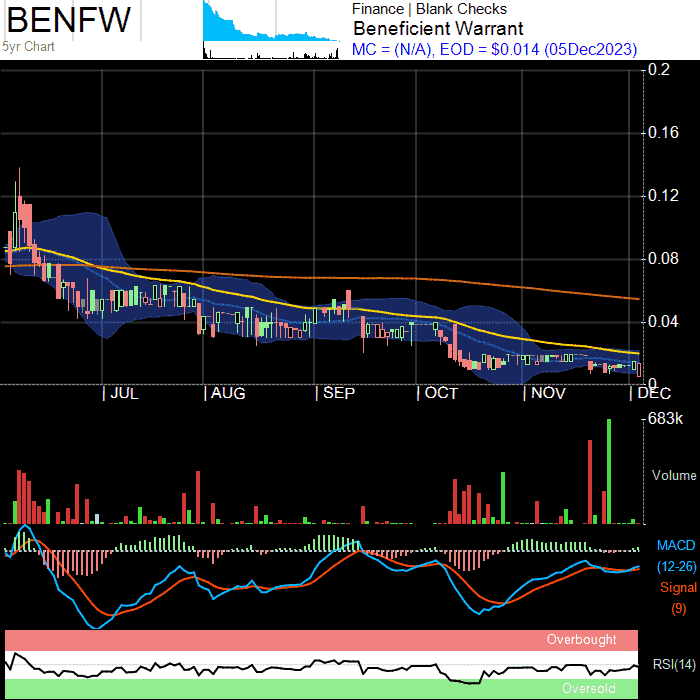 BENFW
5yr Chart
Finance | Blank Checks
Beneficient Warrant
MC = (N/A), EOD = $0.014 (05Dec2023)
0.2
0.16
0.12
0.08
0.04
0
JUL AUG SEP OCT NOV DEC
683k
Volume
MACD
(12-26)
Signal
(9)
Overbought
RSI(14)
Oversold